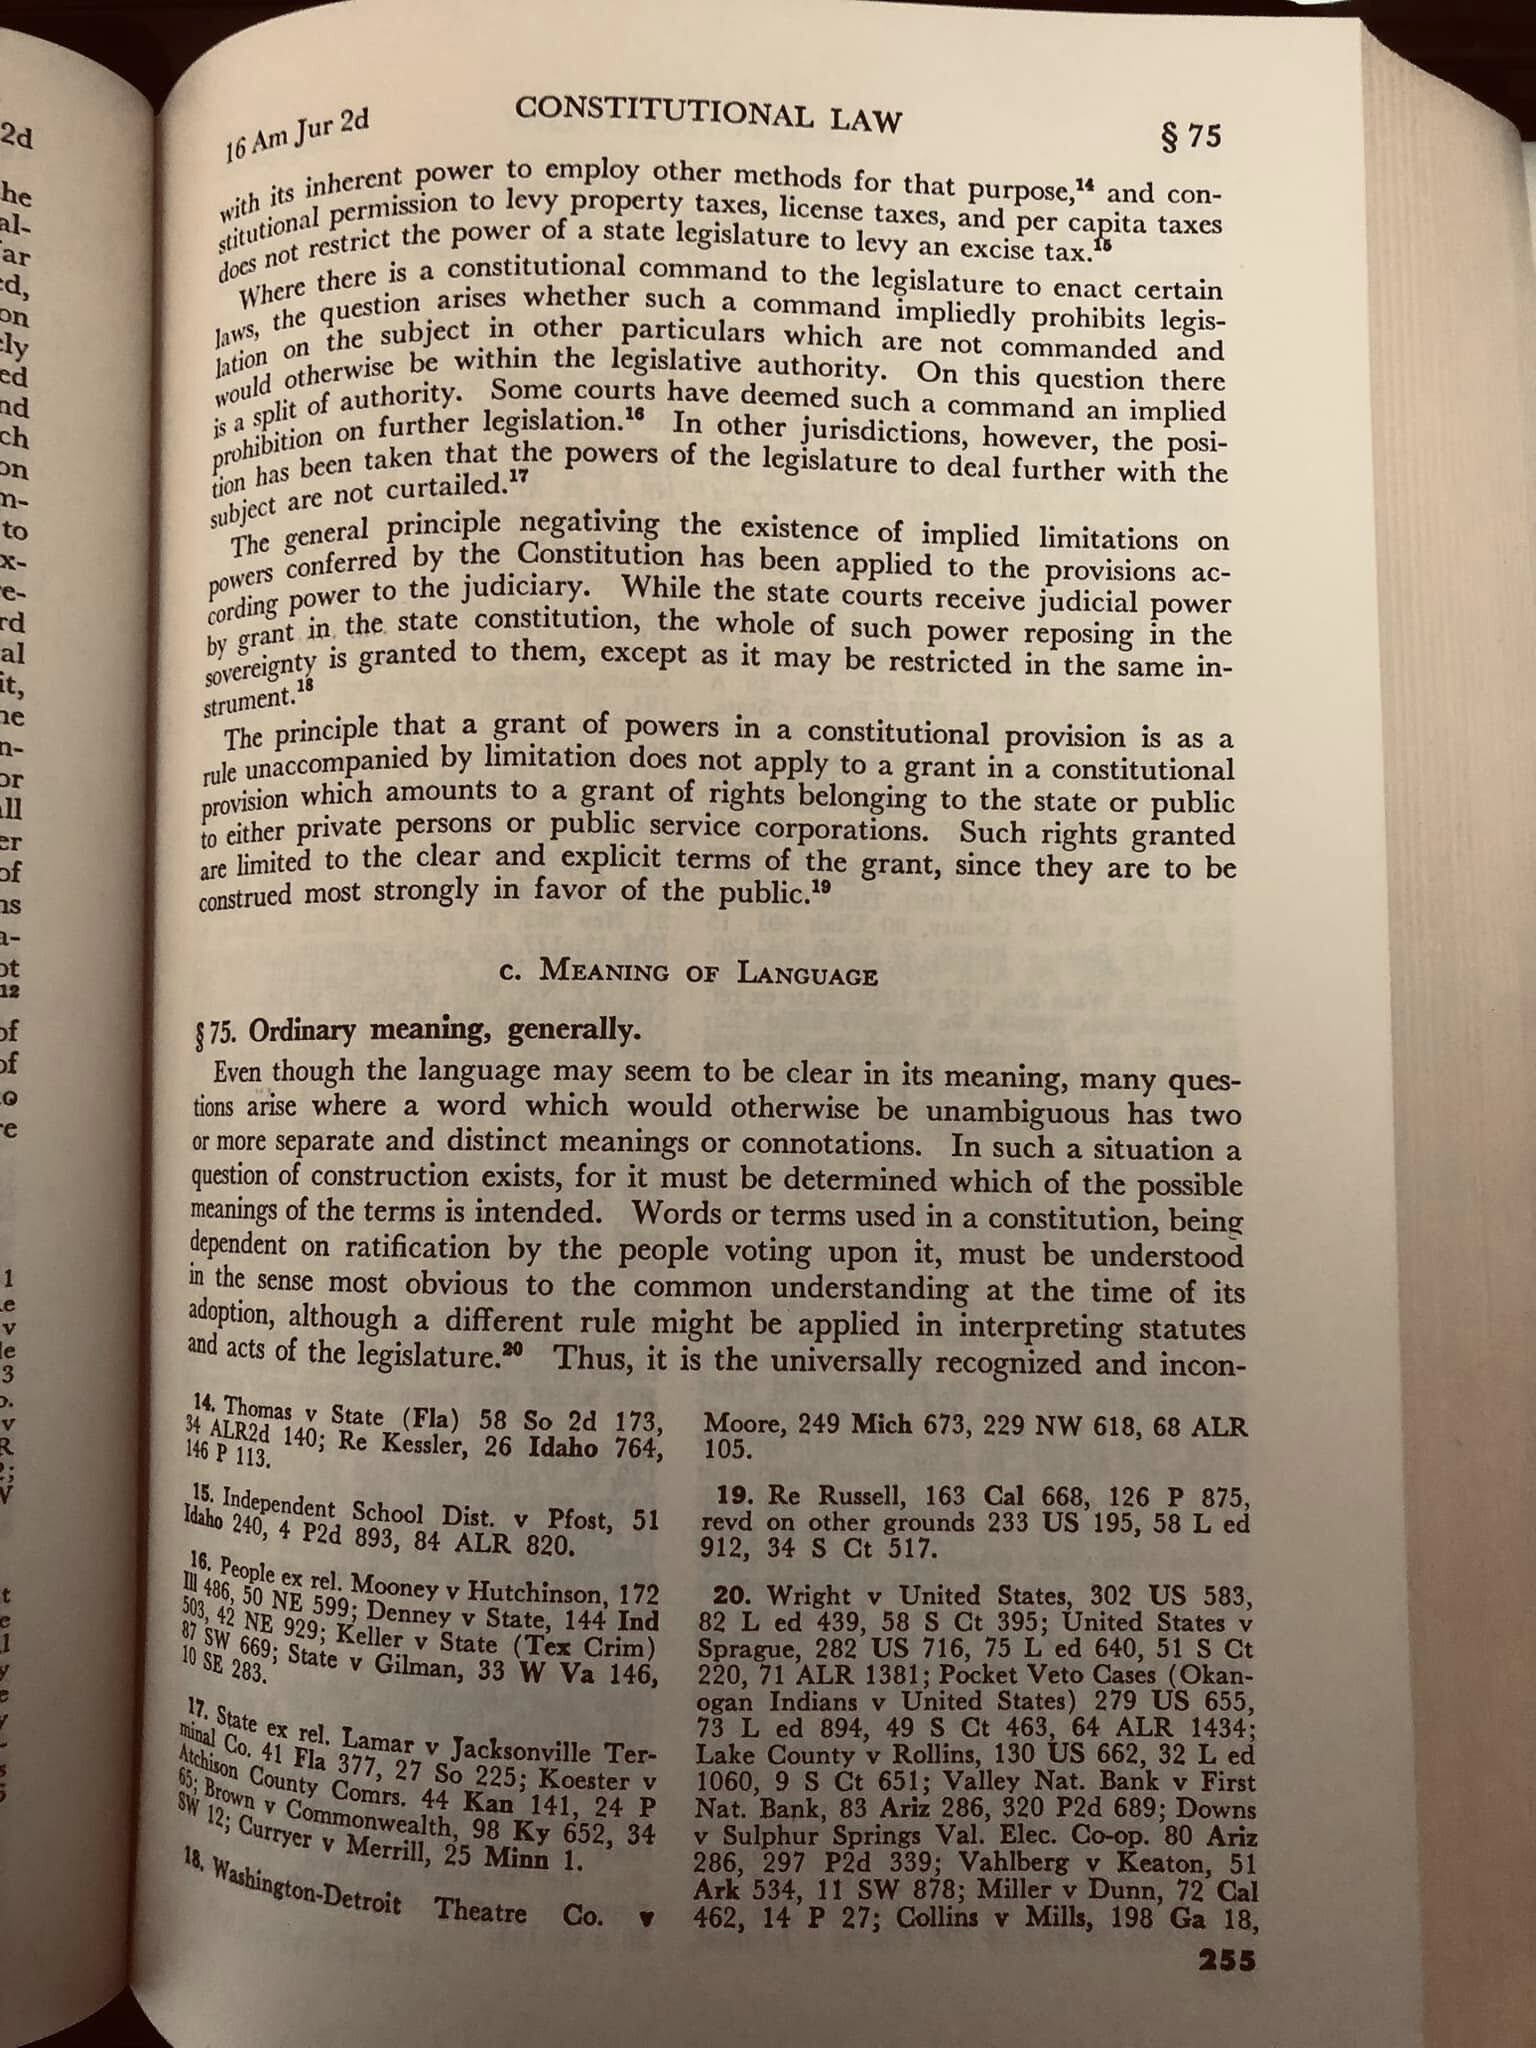 16 Am Jur 2d
CONSTITUTIONAL LAW
§ 75
with its inherent power to employ other methods for that purpose,14 and con-
stitutional permission to levy property taxes, license taxes, and per capita taxes
does not restrict the power of a state legislature to levy an excise tax.15
Where there is a constitutional command to the legislature to enact certain
laws, the question arises whether such a command impliedly prohibits legis-
lation on the subject in other particulars which are not commanded and
would otherwise be within the legislative authority. On this question there
is a split of authority. Some courts have deemed such a command an implied
prohibition on further legislation.16 In other jurisdictions, however, the posi-
tion has been taken that the powers of the legislature to deal further with the
subject are not curtailed.17
The general principle negativing the existence of implied limitations on
powers conferred by the Constitution has been applied to the provisions ac-
cording power to the judiciary. While the state courts receive judicial power
by grant in the state constitution, the whole of such power reposing in the
sovereignty is granted to them, except as it may be restricted in the same in-
strument.18
The principle that a grant of powers in a constitutional provision is as a
rule unaccompanied by limitation does not apply to a grant in a constitutional
provision which amounts to a grant of rights belonging to the state or public
to either private persons or public service corporations. Such rights granted
are limited to the clear and explicit terms of the grant, since they are to be
construed most strongly in favor of the public.19
c. MEANING OF LANGUAGE
§ 75. Ordinary meaning, generally.
Even though the language may seem to be clear in its meaning, many ques-
tions arise where a word which would otherwise be unambiguous has two
or more separate and distinct meanings or connotations. In such a situation a
question of construction exists, for it must be determined which of the possible
meanings of the terms is intended. Words or terms used in a constitution, being
dependent on ratification by the people voting upon it, must be understood
in the sense most obvious to the common understanding at the time of its
adoption, although a different rule might be applied in interpreting statutes
and acts of the legislature.20 Thus, it is the universally recognized and incon-
14. Thomas v State (Fla) 58 So 2d 173,
34 ALR2d 140; Re Kessler, 26 Idaho 764,
146 P 113.
15. Independent School Dist. v Pfost, 51
Idaho 240, 4 P2d 893, 84 ALR 820.
16. People ex rel. Mooney v Hutchinson, 172
Ill 486, 50 NE 599; Denney v State, 144 Ind
503, 42 NE 929; Keller v State (Tex Crim)
87 SW 669; State v Gilman, 33 W Va 146,
10 SE 283.
17. State ex rel. Lamar v Jacksonville Ter-
minal Co. 41 Fla 377, 27 So 225; Koester v
Atchison County Comrs. 44 Kan 141, 24 P
65; Brown v Commonwealth, 98 Ky 652, 34
SW 12; Curryer v Merrill, 25 Minn 1.
18. Washington-Detroit Theatre Co. v
Moore, 249 Mich 673, 229 NW 618, 68 ALR
105.
19. Re Russell, 163 Cal 668, 126 P 875,
revd on other grounds 233 US 195, 58 L ed
912, 34 S Ct 517.
20. Wright v United States, 302 US 583,
82 L ed 439, 58 S Ct 395; United States v
Sprague, 282 US 716, 75 L ed 640, 51 S Ct
220, 71 ALR 1381; Pocket Veto Cases (Okan-
ogan Indians v United States) 279 US 655,
73 L ed 894, 49 S Ct 463, 64 ALR 1434;
Lake County v Rollins, 130 US 662, 32 L ed
1060, 9 S Ct 651; Valley Nat. Bank v First
Nat. Bank, 83 Ariz 286, 320 P2d 689; Downs
v Sulphur Springs Val. Elec. Co-op. 80 Ariz
286, 297 P2d 339; Vahlberg v Keaton, 51
Ark 534, 11 SW 878; Miller v Dunn, 72 Cal
462, 14 P 27; Collins v Mills, 198 Ga 18,
255